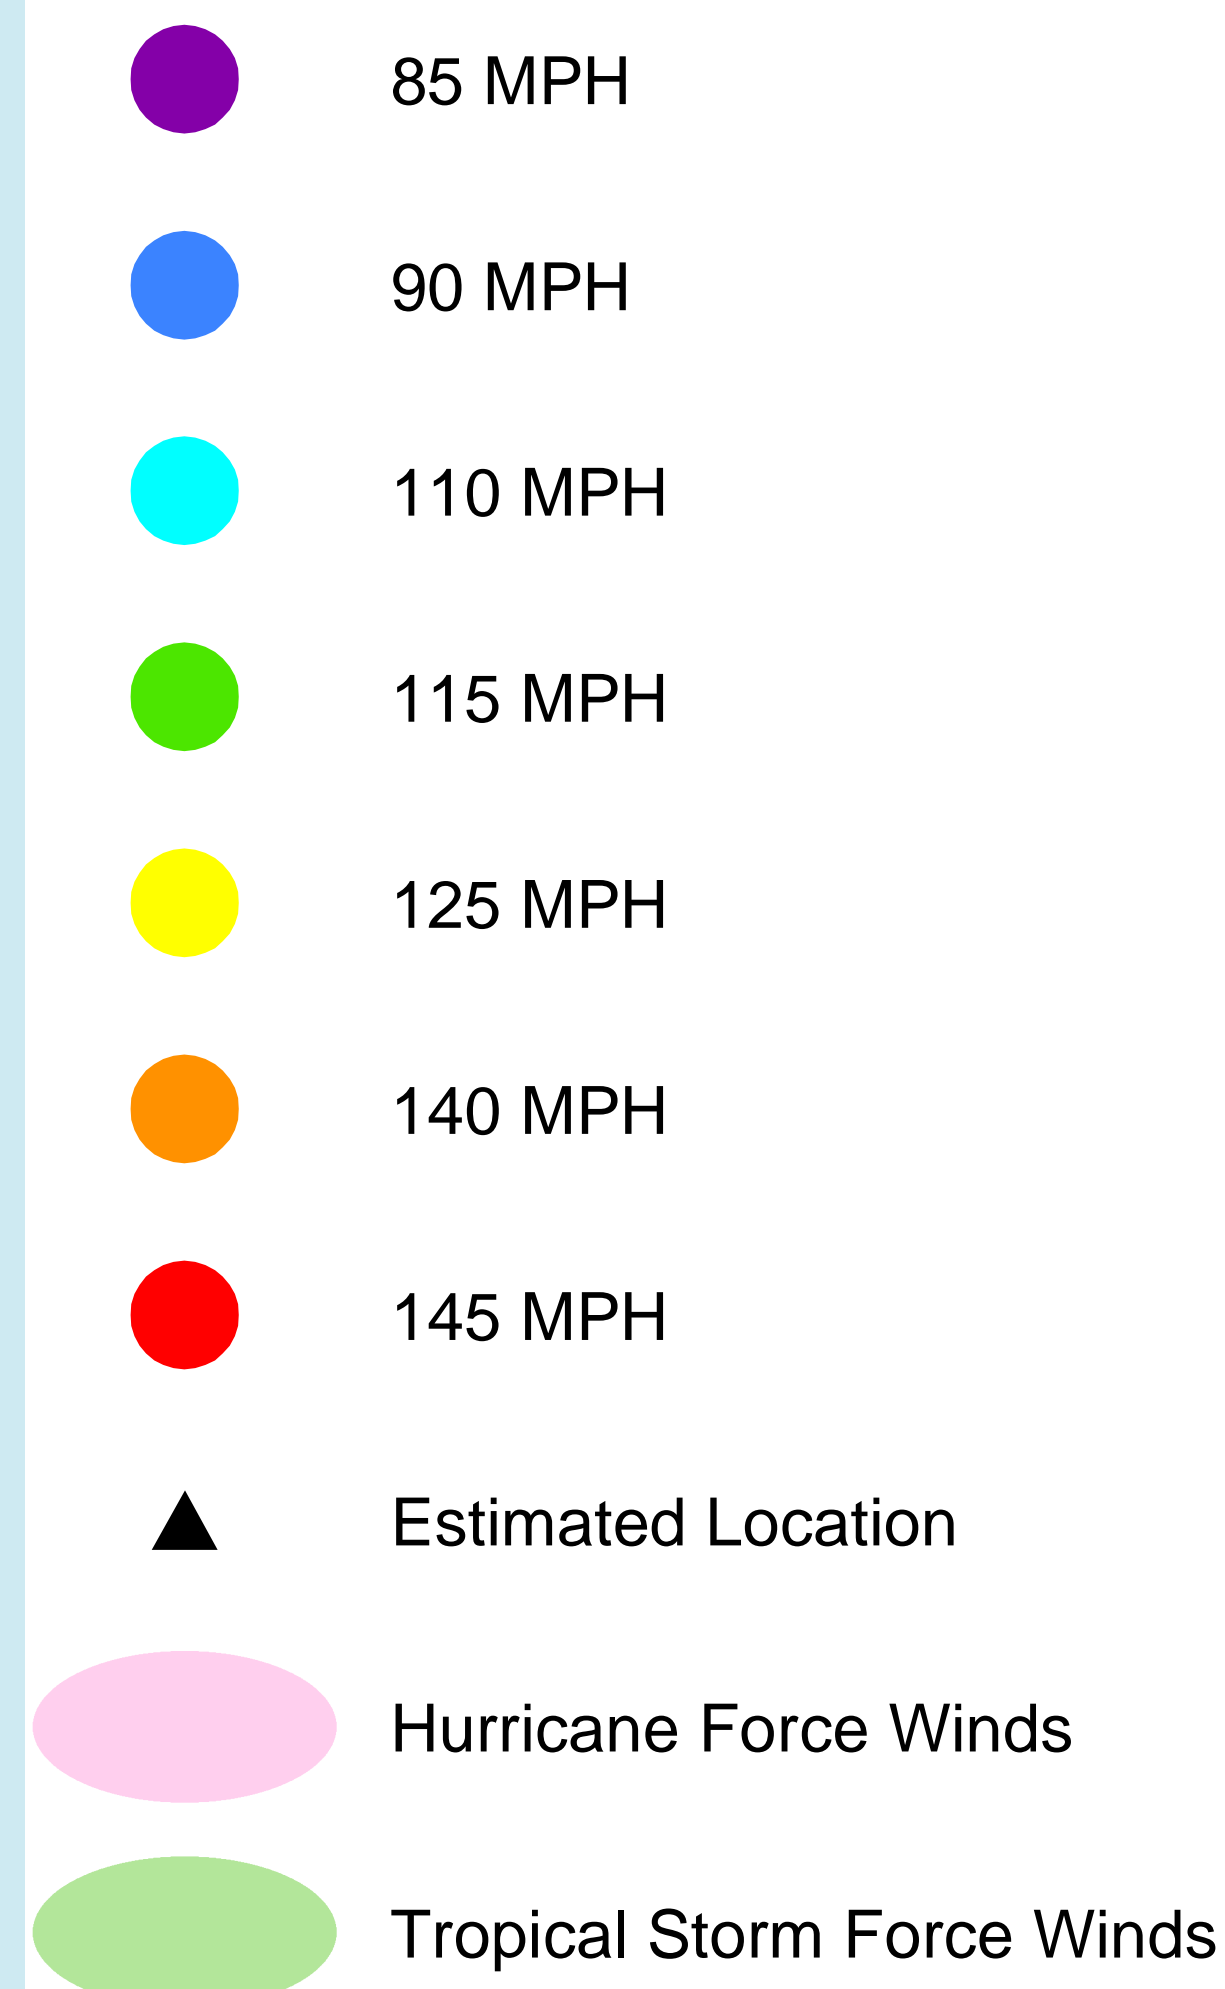 85 MPH
90 MPH
110 MPH
115 MPH
125 MPH
140 MPH
145 MPH
Estimated Location
Hurricane Force Winds
Tropical Storm Force Winds